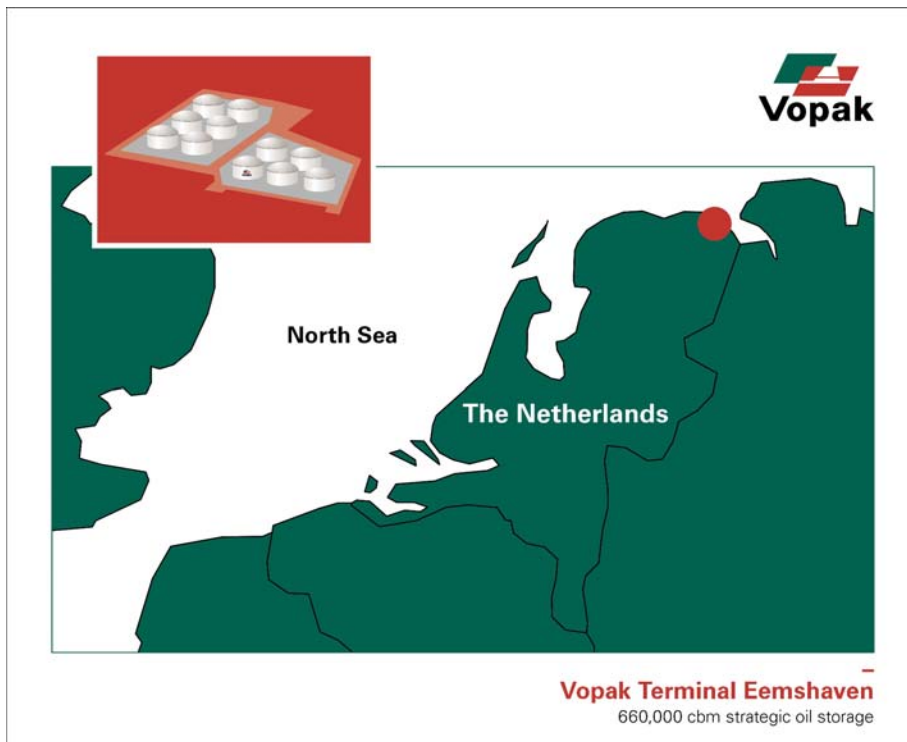 Vopak
North Sea
The Netherlands
Vopak Terminal Eemshaven
660,000 cbm strategic oil storage